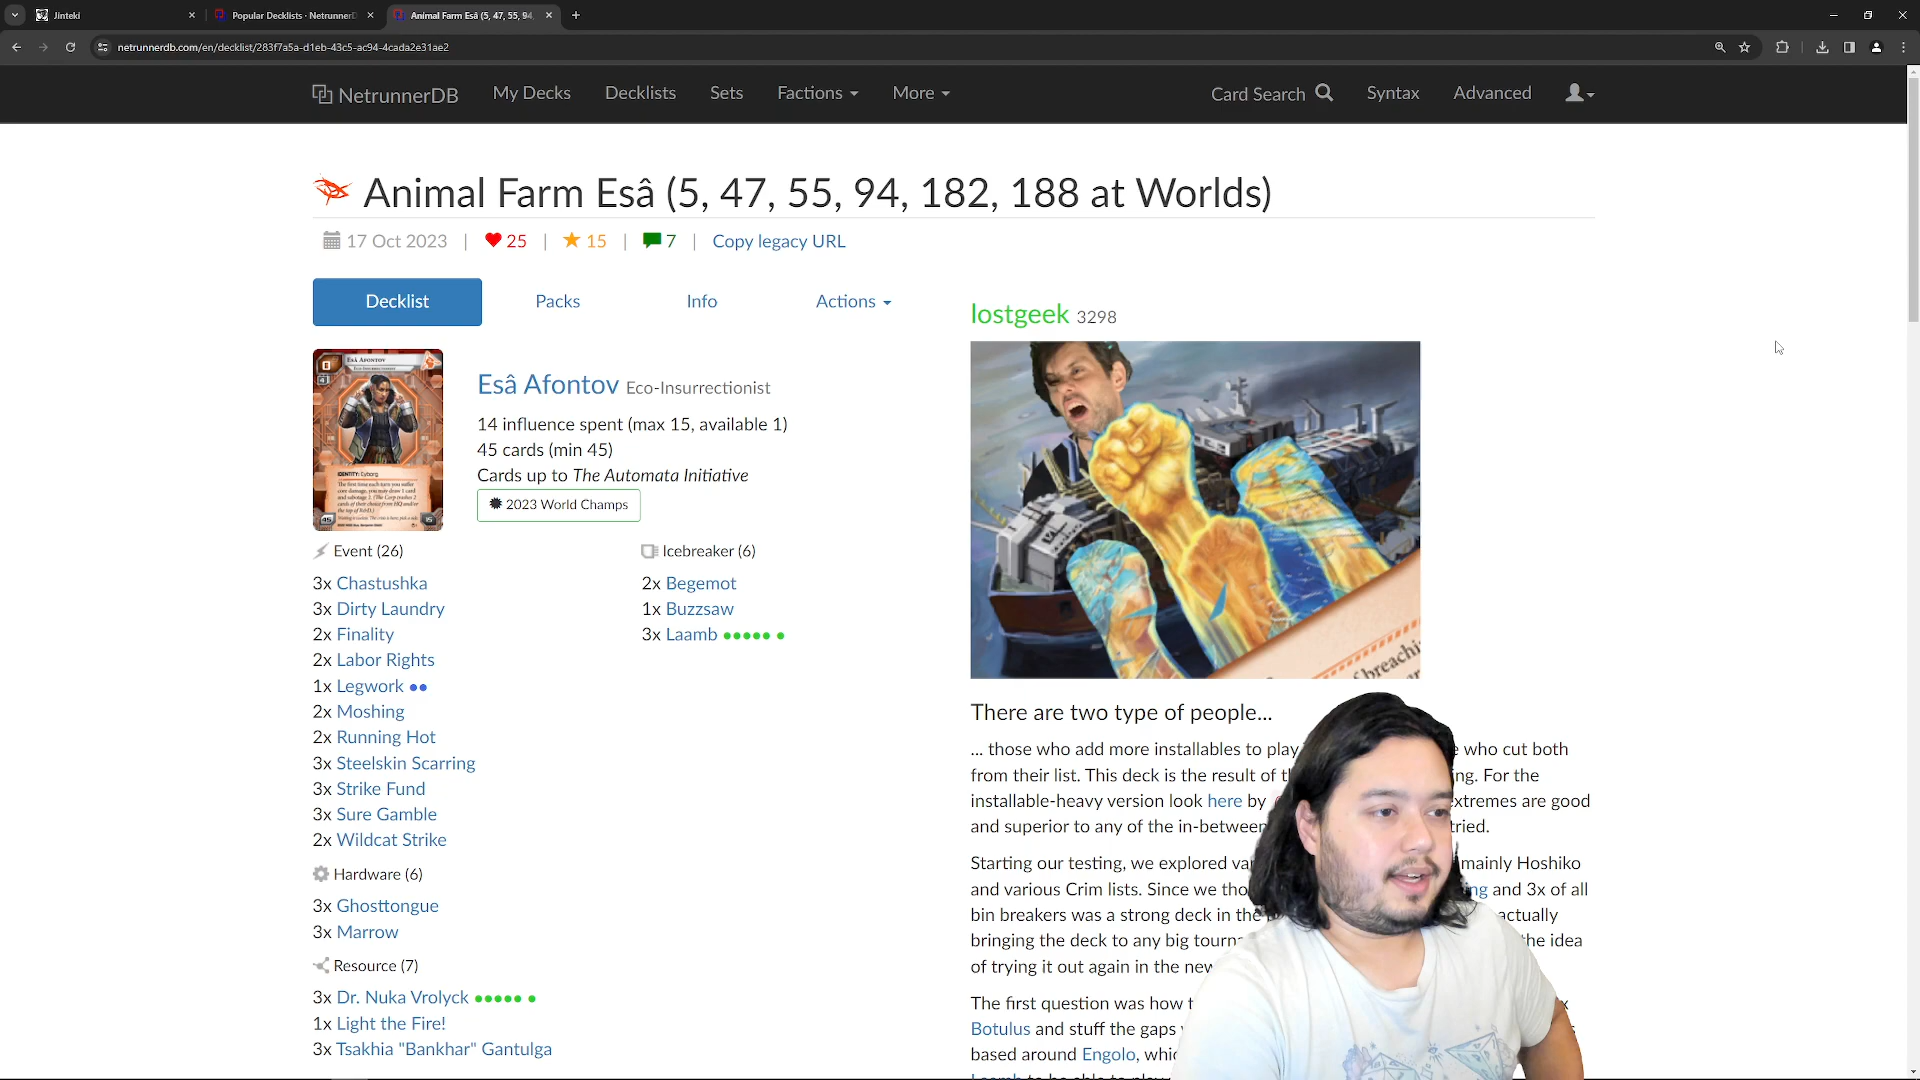 Jinteki
Popular Decklists · NetrunnerD
Animal Farm Esâ (5, 47, 55, 94,
netrunnerdb.com/en/decklist/283f7a5a-d1eb-43c5-ac94-4cada2e31ae2
NetrunnerDB My Decks Decklists Sets Factions More Card Search Syntax Advanced
Animal Farm Esâ (5, 47, 55, 94, 182, 188 at Worlds)
17 Oct 2023 | 25 | 15 | 7 | Copy legacy URL
Decklist Packs Info Actions
Esâ Afontov Eco-Insurrectionist
14 influence spent (max 15, available 1)
45 cards (min 45)
Cards up to The Automata Initiative
2023 World Champs
Event (26)
3x Chastushka
3x Dirty Laundry
2x Finality
2x Labor Rights
1x Legwork
2x Moshing
2x Running Hot
3x Steelskin Scarring
3x Strike Fund
3x Sure Gamble
2x Wildcat Strike
Hardware (6)
3x Ghosttongue
3x Marrow
Resource (7)
3x Dr. Nuka Vrolyck
1x Light the Fire!
3x Tsakhia "Bankhar" Gantulga
Icebreaker (6)
2x Begemot
1x Buzzsaw
3x Laamb
lostgeek 3298
There are two type of people...
... those who add more installables to play who cut both
from their list. This deck is the result of ing. For the
installable-heavy version look here by extremes are good
and superior to any of the in-between tried.
Starting our testing, we explored mainly Hoshiko
and various Crim lists. Since we and 3x of all
bin breakers was a strong deck in the actually
bringing the deck to any big the idea
of trying it out again in the
The first question was how
Botulus and stuff the gaps
based around Engolo,